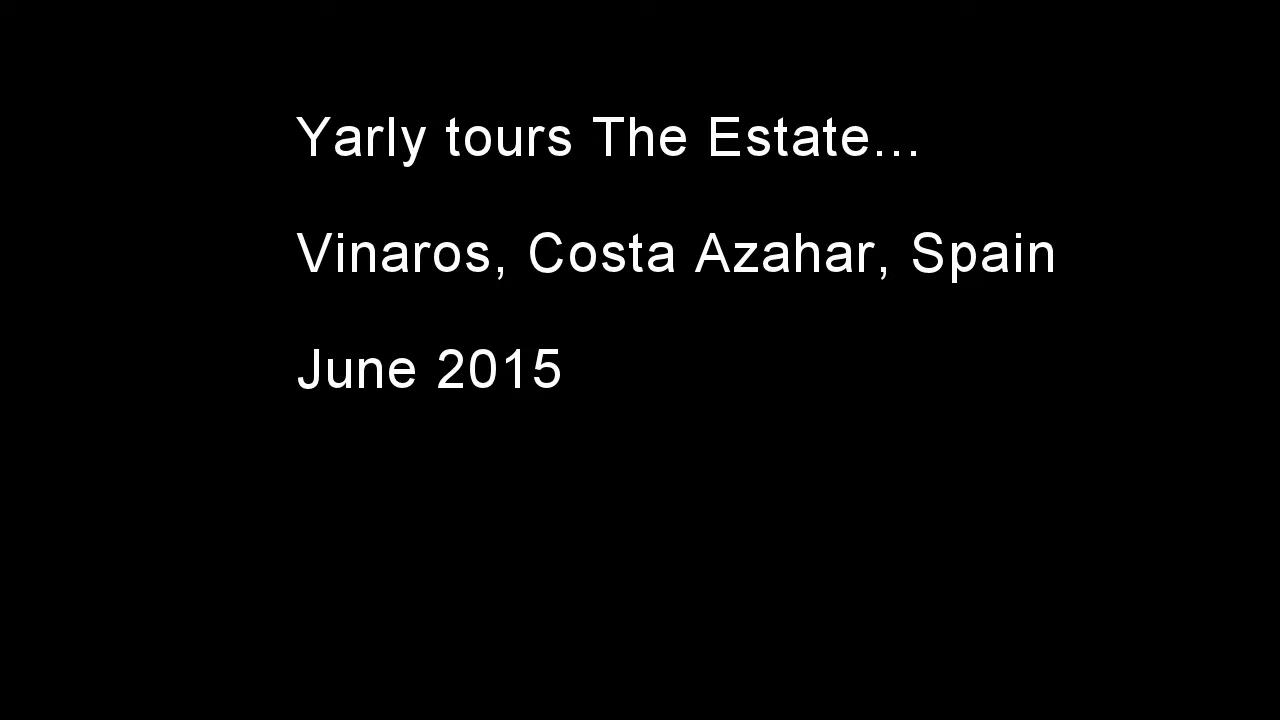 Yarly tours The Estate...
Vinaros, Costa Azahar, Spain
June 2015